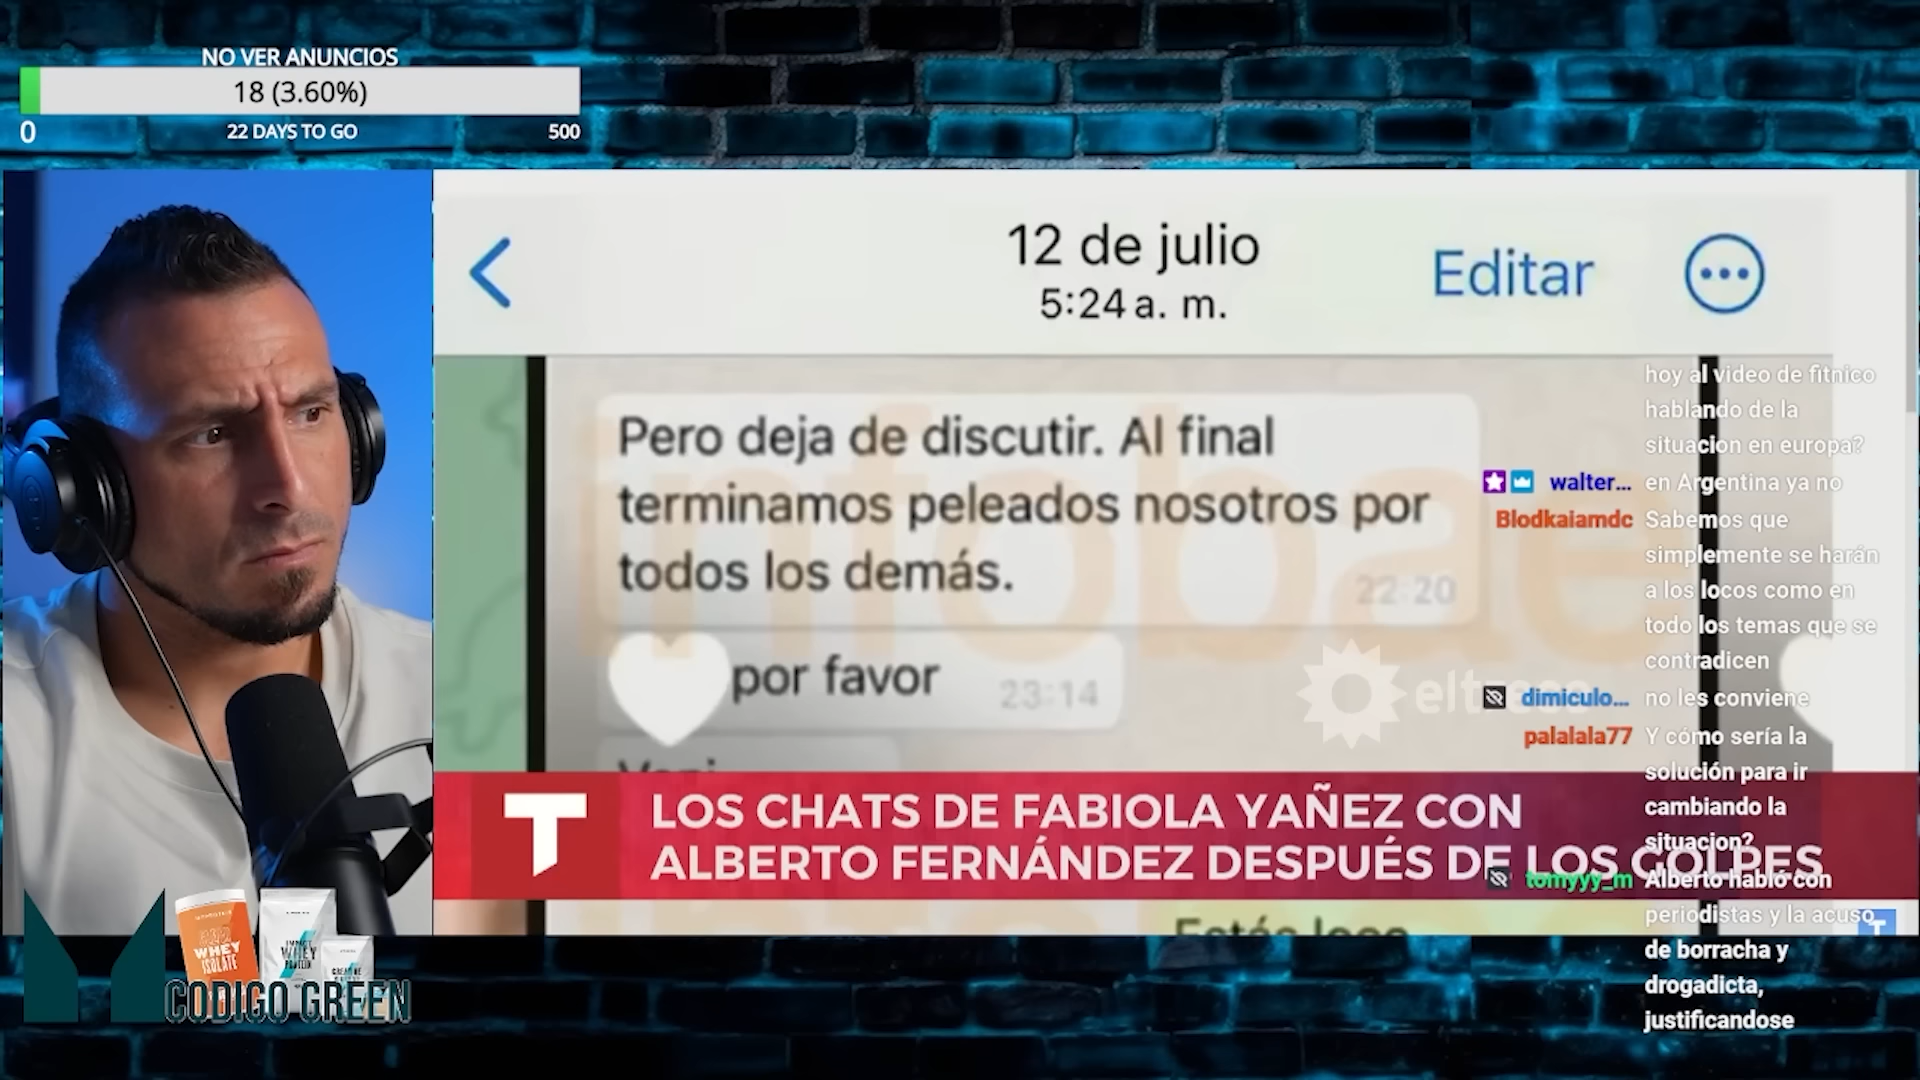 NO VER ANUNCIOS
18 (3.60%)
0
22 DAYS TO GO
500
12 de julio
5:24 a. m.
Editar
Pero deja de discutir. Al final
terminamos peleados nosotros por
todos los demás.
22:20
por favor
23:14
infobae
LOS CHATS DE FABIOLA YAÑEZ CON
ALBERTO FERNÁNDEZ DESPUÉS DE LOS GOLPES
hoy al video de fitnico
hablando de la
situacion en europa?
walter... en Argentina ya no
Blodkaiamdc Sabemos que
simplemente se harán
a los locos como en
todo los temas que se
contradicen
dimiculo... no les conviene
palalala77 Y cómo sería la
solución para ir
cambiando la
situacion?
tomyyy_m Alberto habló con
periodistas y la acuso
de borracha y
drogadicta,
justificandose
T
WHEY
ISOLATE
IMPACT
WHEY
PROTEIN
CODIGO GREEN